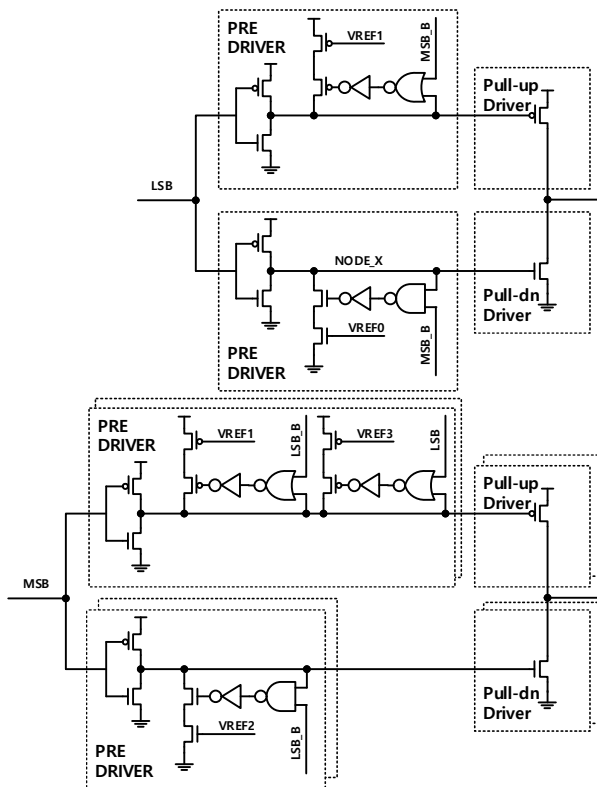 PRE
DRIVER
VREF1
MSB_B
Pull-up
Driver
LSB
NODE_X
VREF0
MSB_B
PRE
DRIVER
Pull-dn
Driver
PRE
DRIVER
VREF1
LSB_B
VREF3
LSB
Pull-up
Driver
MSB
VREF2
LSB_B
PRE
DRIVER
Pull-dn
Driver